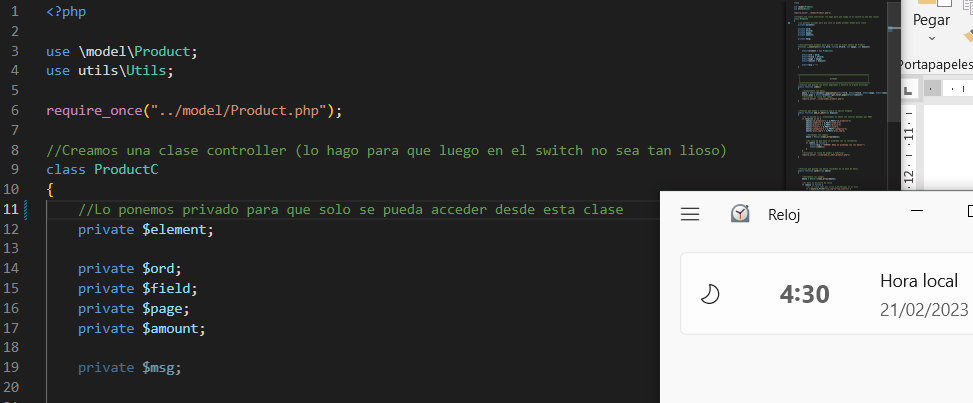 1 <?php
2
3 use \model\Product;
4 use utils\Utils;
5
6 require_once("../model/Product.php");
7
8 //Creamos una clase controller (lo hago para que luego en el switch no sea tan lioso)
9 class ProductC
10 {
11 //Lo ponemos privado para que solo se pueda acceder desde esta clase
12 private $element;
13
14 private $ord;
15 private $field;
16 private $page;
17 private $amount;
18
19 private $msg;
20
Pegar
Portapapeles
11
12
Reloj
4:30
Hora local
21/02/2023